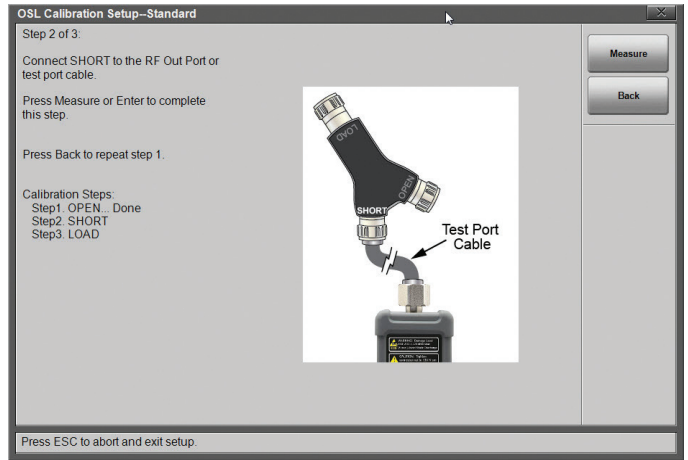 OSL Calibration Setup--Standard
Step 2 of 3:
Connect SHORT to the RF Out Port or
test port cable.
Press Measure or Enter to complete
this step.
Press Back to repeat step 1.
Calibration Steps:
Step1. OPEN... Done
Step2. SHORT
Step3. LOAD
LOAD
OPEN
SHORT
Test Port
Cable
Measure
Back
Press ESC to abort and exit setup.